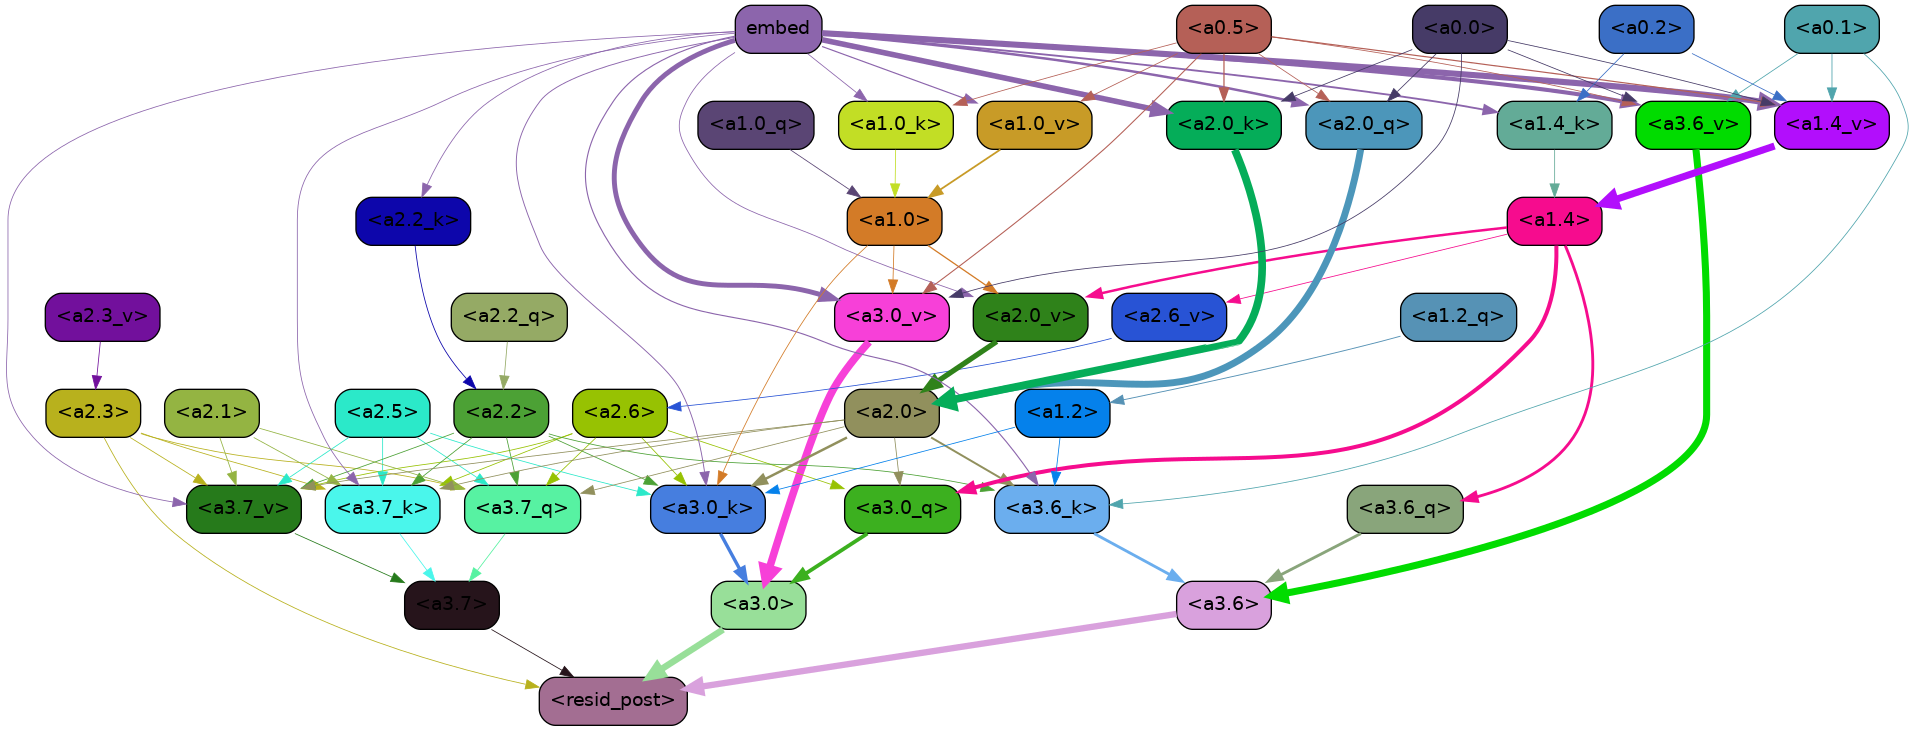 embed <a0.5> <a0.0> <a0.2> <a0.1>
<a1.0_q> <a1.0_k> <a1.0_v> <a2.0_k> <a2.0_q> <a1.4_k> <a3.6_v> <a1.4_v>
<a2.2_k> <a1.0> <a1.4>
<a2.3_v> <a2.2_q> <a3.0_v> <a2.0_v> <a2.6_v> <a1.2_q>
<a2.3> <a2.1> <a2.5> <a2.2> <a2.6> <a2.0> <a1.2>
<a3.7_v> <a3.7_k> <a3.7_q> <a3.0_k> <a3.0_q> <a3.6_k> <a3.6_q>
<a3.7> <a3.0> <a3.6>
<resid_post>